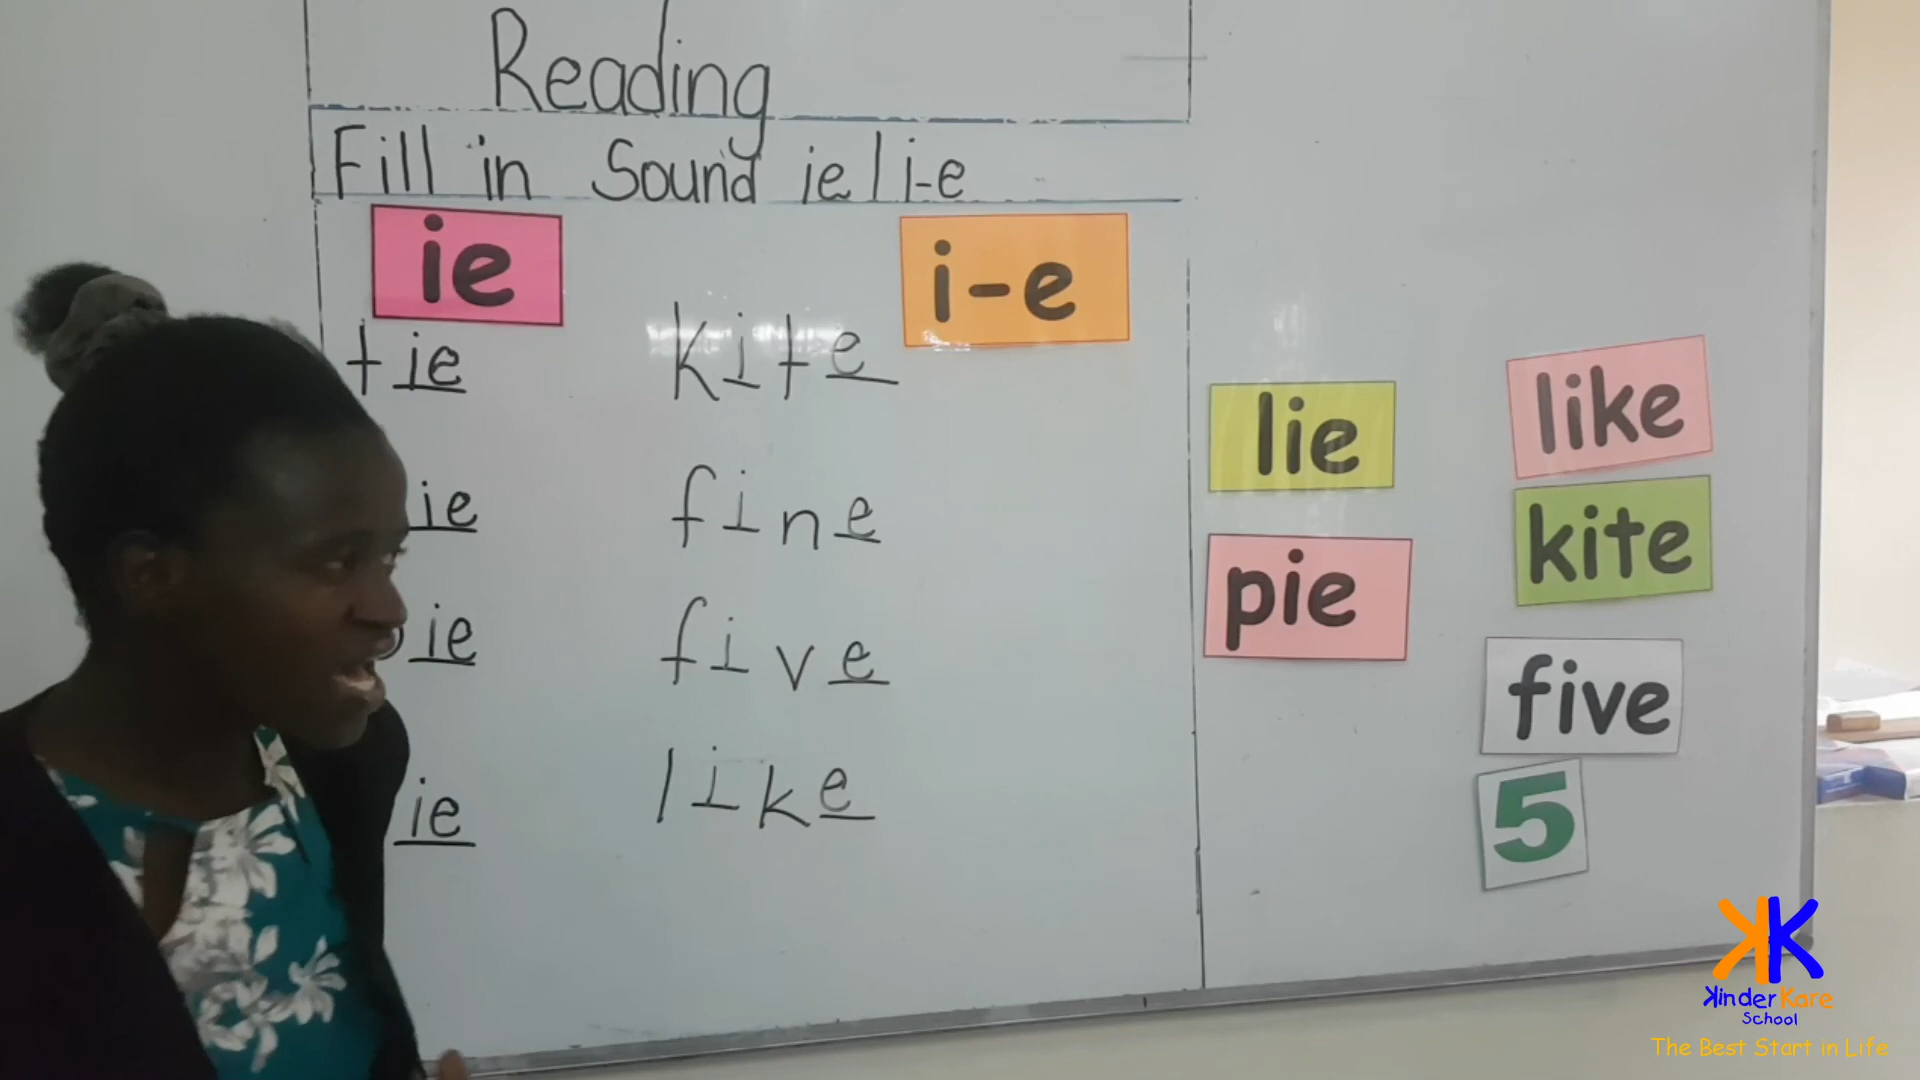 Reading
Fill in Sound ie/i-e
ie
i-e
tie kite
ie fine
ie five
ie like
lie
like
pie
kite
five
5
KK
KinderKare
School
The Best Start in Life